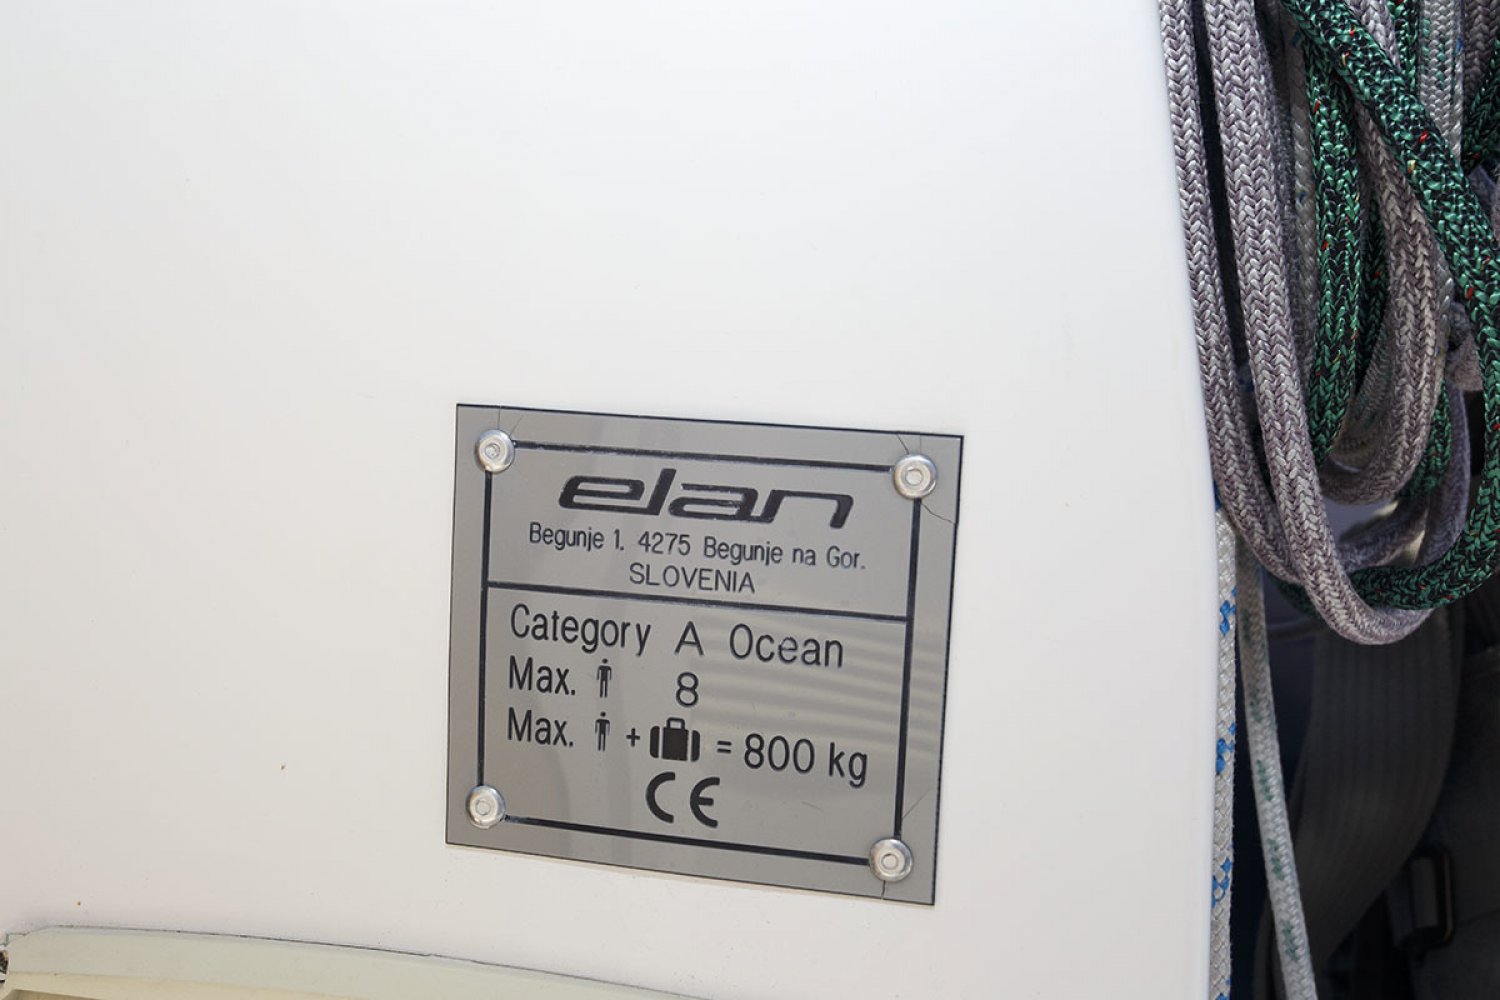 elan
Begunje 1. 4275 Begunje na Gor.
SLOVENIA
Category A Ocean
Max. 8
Max. + = 800 kg
CE